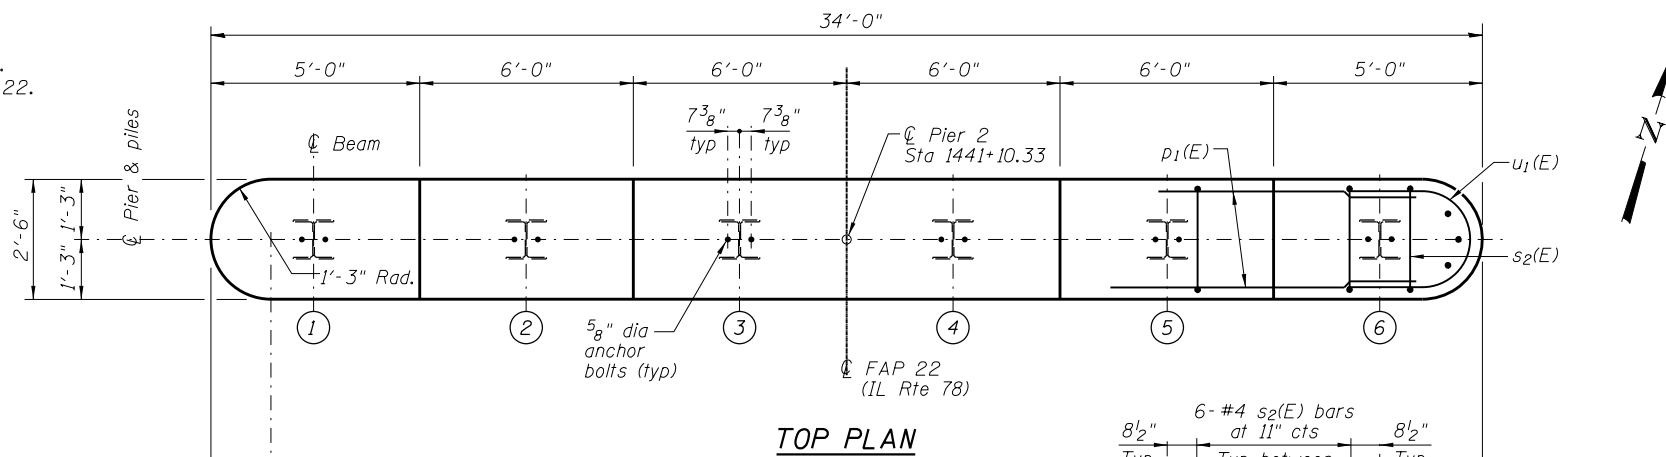 34'-0"
5'-0" 6'-0" 6'-0" 6'-0" 6'-0" 5'-0"
22.
℄ Pier & piles
℄ Beam
7 3/8" typ
7 3/8" typ
℄ Pier 2
Sta 1441+10.33
p1(E)
u1(E)
N
2'-6"
1'-3"
1'-3"
1'-3" Rad.
s2(E)
1 2 3 4 5 6
5/8" dia
anchor
bolts (typ)
℄ FAP 22
(IL Rte 78)
TOP PLAN
6- #4 s2(E) bars
at 11" cts
8 1/2"
8 1/2"
Typ
Typ between
Typ